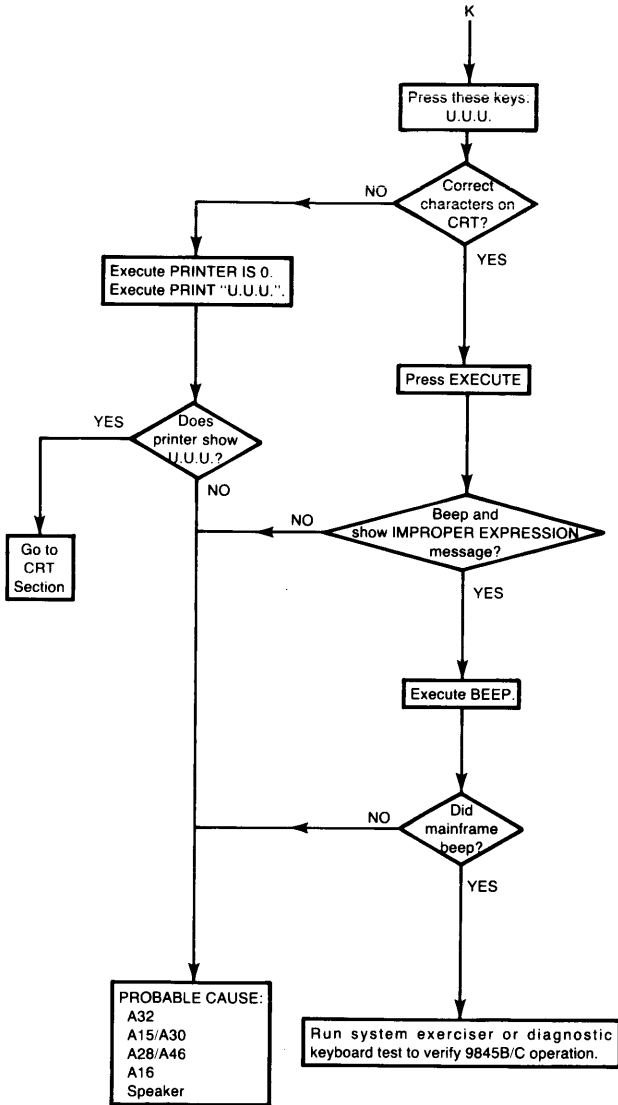 K
Press these keys:
U.U.U.
Correct
characters on
CRT?
NO
YES
Execute PRINTER IS 0.
Execute PRINT "U.U.U.".
Press EXECUTE
Does
printer show
U.U.U.?
YES
NO
Go to
CRT
Section
Beep and
show IMPROPER EXPRESSION
message?
NO
YES
Execute BEEP.
Did
mainframe
beep?
NO
YES
PROBABLE CAUSE:
A32
A15/A30
A28/A46
A16
Speaker
Run system exerciser or diagnostic
keyboard test to verify 9845B/C operation.